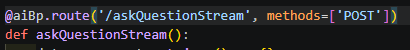 @aiBp.route('/askQuestionStream', methods=['POST'])
def askQuestionStream():